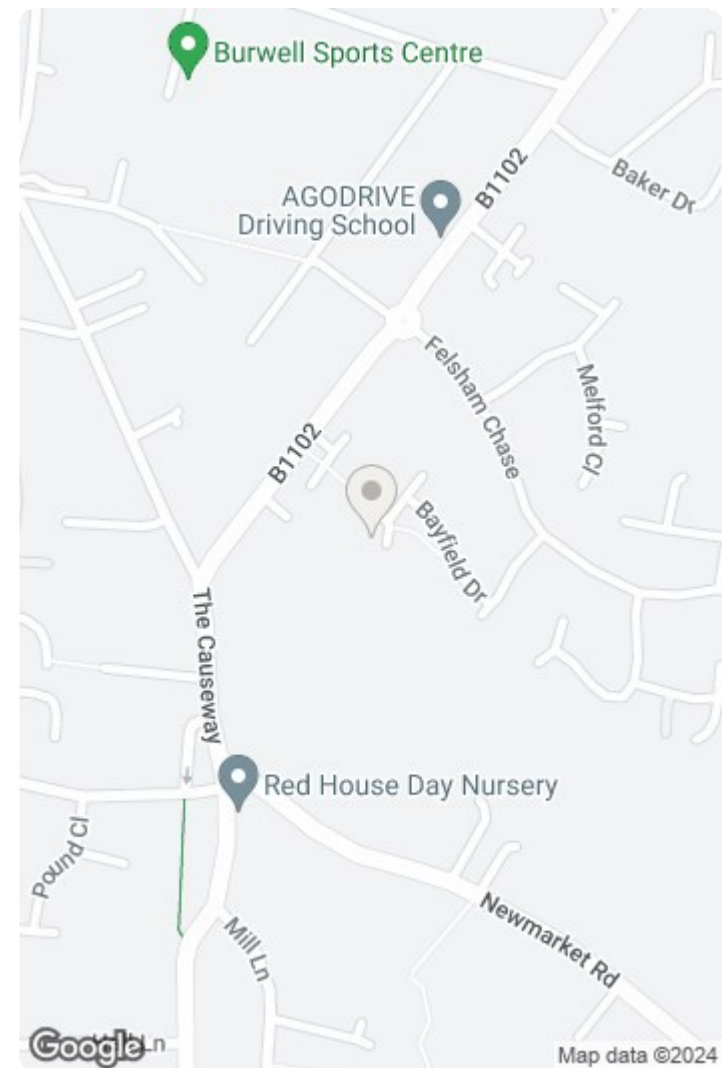 Burwell Sports Centre
AGODRIVE
Driving School
B1102
Baker Dr
Felsham Chase
Melford Cl
B1102
Bayfield Dr
The Causeway
Red House Day Nursery
Pound Cl
Newmarket Rd
Mill Ln
Google
Ln
Map data ©2024